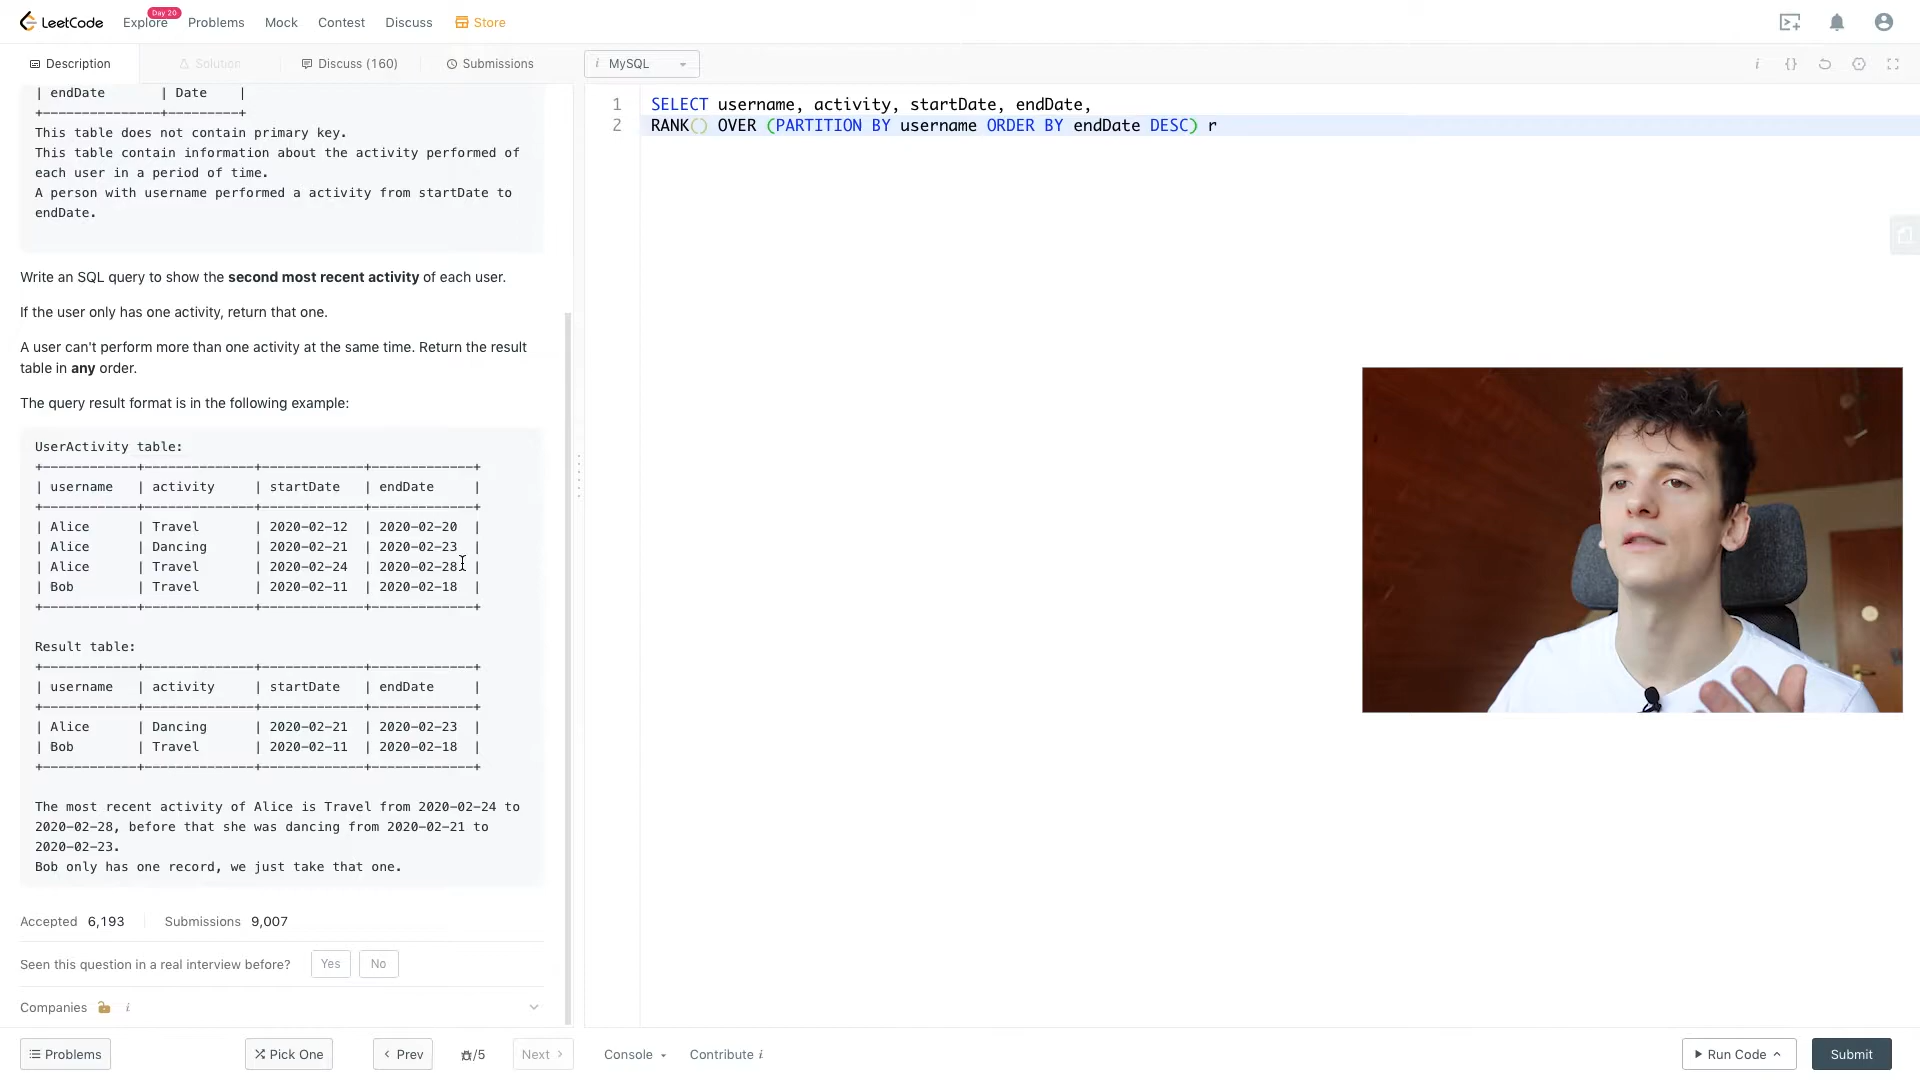 LeetCode
Explore
Day 20
Problems
Mock
Contest
Discuss
Store
Description
Solution
Discuss (160)
Submissions
i MySQL
i {}
| endDate | Date |
+----------------+---------+
This table does not contain primary key.
This table contain information about the activity performed of
each user in a period of time.
A person with username performed a activity from startDate to
endDate.
Write an SQL query to show the second most recent activity of each user.
If the user only has one activity, return that one.
A user can't perform more than one activity at the same time. Return the result
table in any order.
The query result format is in the following example:
UserActivity table:
+------------+--------------+-------------+-------------+
| username | activity | startDate | endDate |
+------------+--------------+-------------+-------------+
| Alice | Travel | 2020-02-12 | 2020-02-20 |
| Alice | Dancing | 2020-02-21 | 2020-02-23 |
| Alice | Travel | 2020-02-24 | 2020-02-28 |
| Bob | Travel | 2020-02-11 | 2020-02-18 |
+------------+--------------+-------------+-------------+
Result table:
+------------+--------------+-------------+-------------+
| username | activity | startDate | endDate |
+------------+--------------+-------------+-------------+
| Alice | Dancing | 2020-02-21 | 2020-02-23 |
| Bob | Travel | 2020-02-11 | 2020-02-18 |
+------------+--------------+-------------+-------------+
The most recent activity of Alice is Travel from 2020-02-24 to
2020-02-28, before that she was dancing from 2020-02-21 to
2020-02-23.
Bob only has one record, we just take that one.
Accepted 6,193 Submissions 9,007
Seen this question in a real interview before? Yes No
Companies i
1 SELECT username, activity, startDate, endDate,
2 RANK() OVER (PARTITION BY username ORDER BY endDate DESC) r
Problems
Pick One
Prev
/5
Next
Console
Contribute i
Run Code
Submit